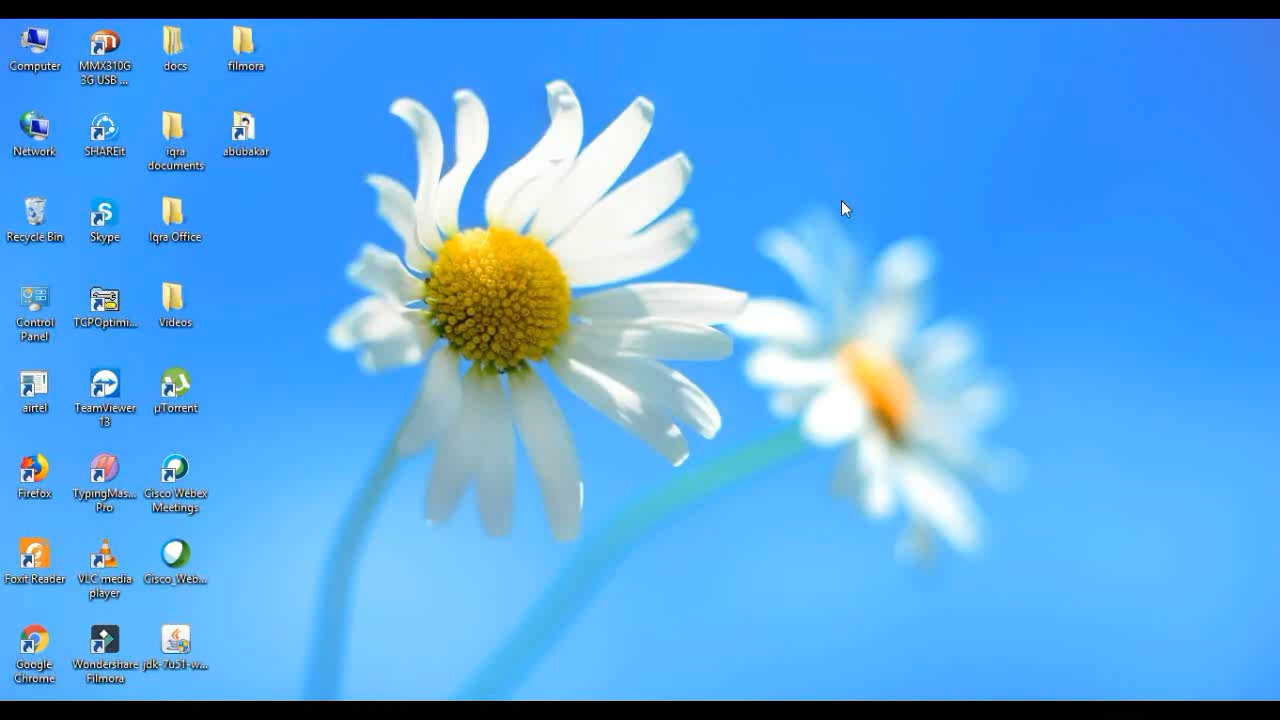 Computer
MMX310G
3G USB ...
docs
filmora
Network
SHAREit
iqra
documents
abubakar
Recycle Bin
Skype
Iqra Office
Control
Panel
TCPOptimi...
Videos
airtel
TeamViewer
13
µTorrent
Firefox
TypingMas...
Pro
Cisco Webex
Meetings
Foxit Reader
VLC media
player
Cisco_Web...
Google
Chrome
Wondershare
Filmora
jdk-7u51-w...